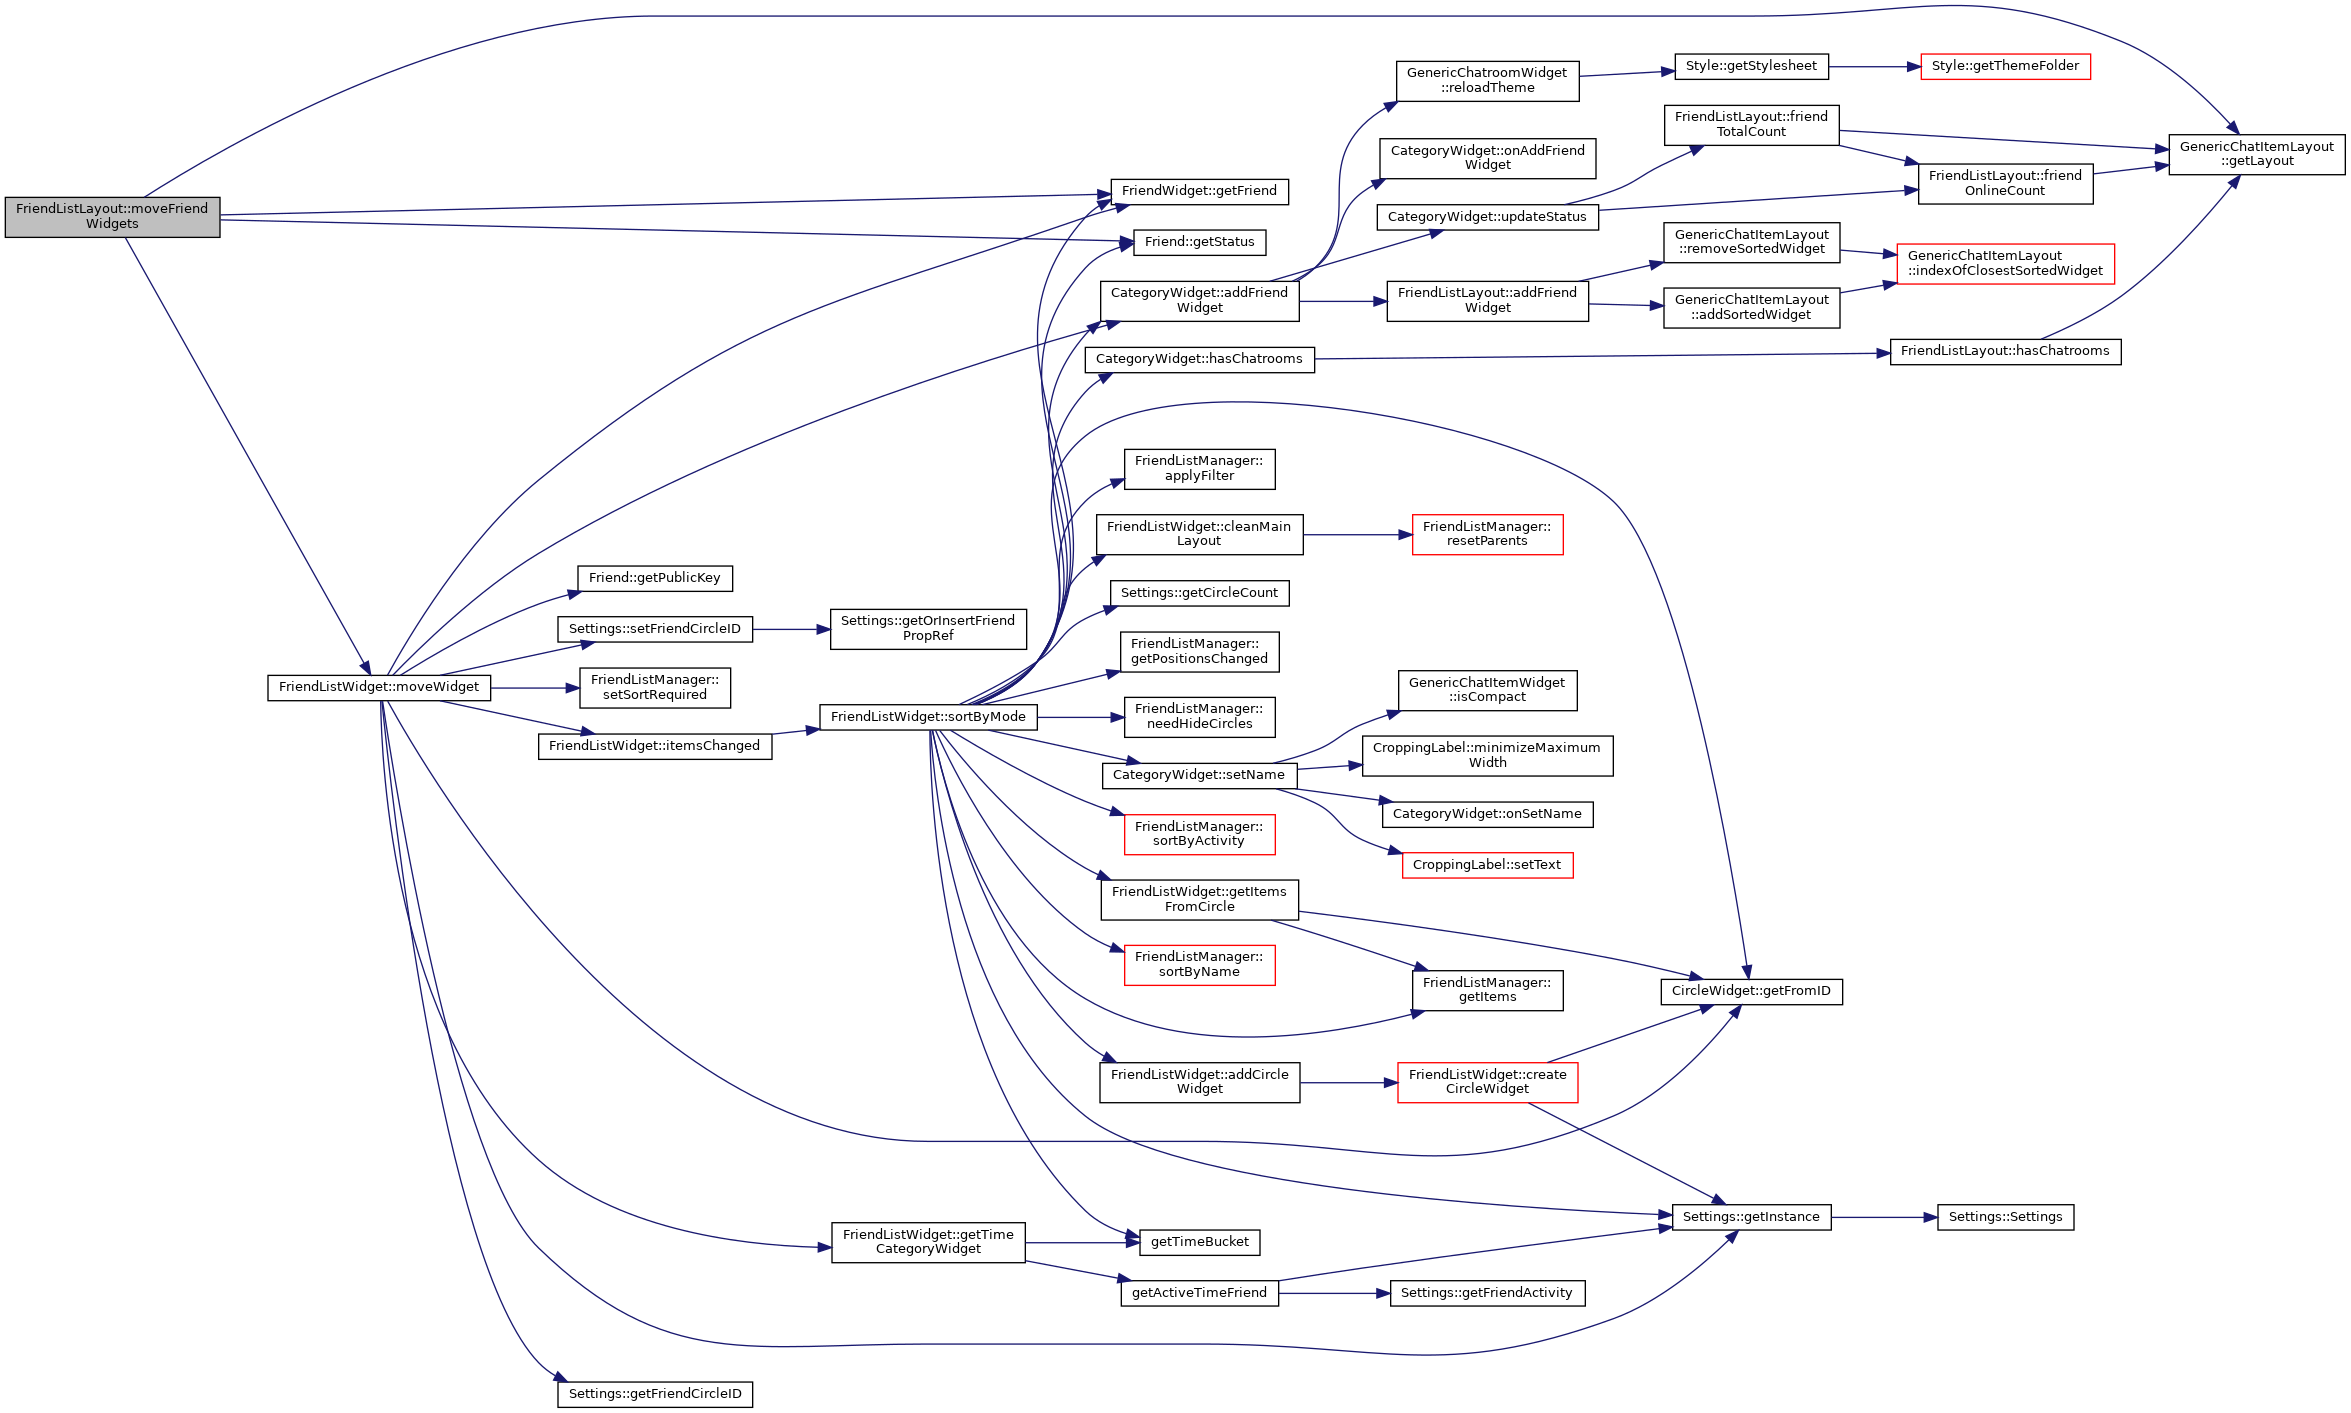 FriendListLayout::moveFriend
Widgets
FriendListWidget::moveWidget
Friend::getPublicKey
Settings::setFriendCircleID
FriendListManager::
setSortRequired
FriendListWidget::itemsChanged
Settings::getFriendCircleID
Settings::getOrInsertFriend
PropRef
FriendListWidget::sortByMode
FriendListWidget::getTime
CategoryWidget
FriendWidget::getFriend
Friend::getStatus
CategoryWidget::addFriend
Widget
CategoryWidget::hasChatrooms
FriendListManager::
applyFilter
FriendListWidget::cleanMain
Layout
Settings::getCircleCount
FriendListManager::
getPositionsChanged
FriendListManager::
needHideCircles
CategoryWidget::setName
FriendListManager::
sortByActivity
FriendListWidget::getItems
FromCircle
FriendListManager::
sortByName
FriendListWidget::addCircle
Widget
getTimeBucket
getActiveTimeFriend
GenericChatroomWidget
::reloadTheme
CategoryWidget::onAddFriend
Widget
CategoryWidget::updateStatus
FriendListLayout::addFriend
Widget
FriendListManager::
resetParents
GenericChatItemWidget
::isCompact
CroppingLabel::minimizeMaximum
Width
CategoryWidget::onSetName
CroppingLabel::setText
FriendListManager::
getItems
FriendListWidget::create
CircleWidget
Settings::getFriendActivity
Style::getStylesheet
FriendListLayout::friend
TotalCount
GenericChatItemLayout
::removeSortedWidget
GenericChatItemLayout
::addSortedWidget
CircleWidget::getFromID
Settings::getInstance
Style::getThemeFolder
FriendListLayout::friend
OnlineCount
GenericChatItemLayout
::indexOfClosestSortedWidget
FriendListLayout::hasChatrooms
Settings::Settings
GenericChatItemLayout
::getLayout